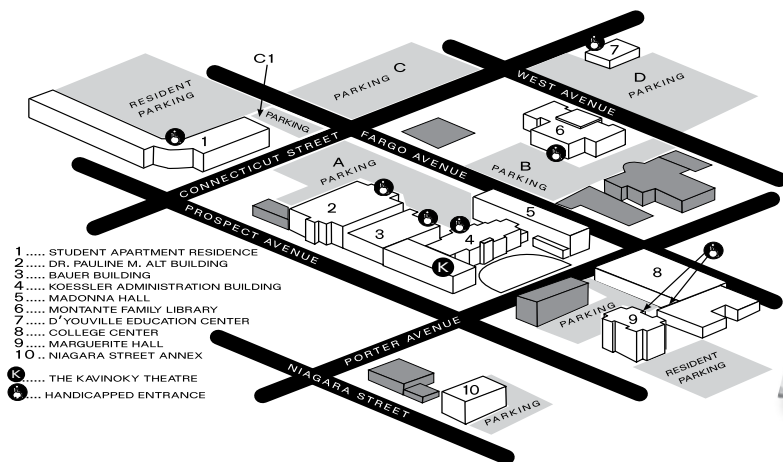 C1
C
PARKING
7
D
PARKING
WEST AVENUE
RESIDENT
PARKING
1
PARKING
6
CONNECTICUT STREET
FARGO AVENUE
A
PARKING
B
PARKING
PROSPECT AVENUE
2
3
4
5
K
8
9
PARKING
RESIDENT
PARKING
PORTER AVENUE
NIAGARA STREET
10
PARKING
1 ..... STUDENT APARTMENT RESIDENCE
2 ..... DR. PAULINE M. ALT BUILDING
3 ..... BAUER BUILDING
4 ..... KOESSLER ADMINISTRATION BUILDING
5 ..... MADONNA HALL
6 ..... MONTANTE FAMILY LIBRARY
7 ..... D'YOUVILLE EDUCATION CENTER
8 ..... COLLEGE CENTER
9 ..... MARGUERITE HALL
10 .. NIAGARA STREET ANNEX
K ..... THE KAVINOKY THEATRE
.... HANDICAPPED ENTRANCE